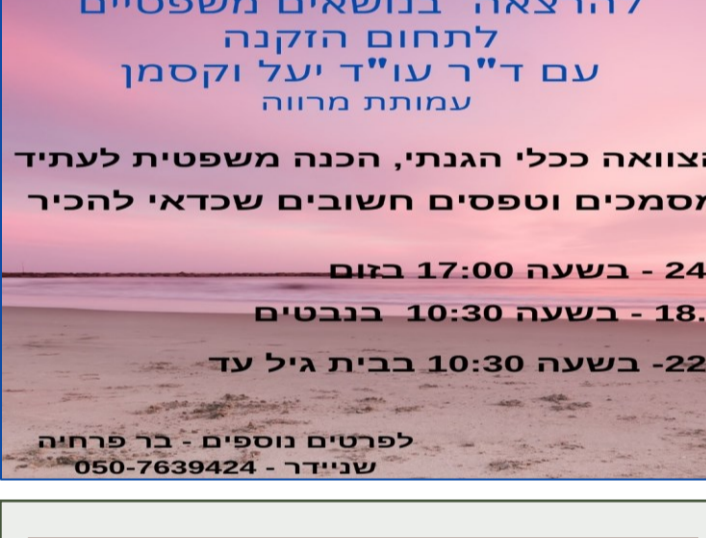 להרצאה בנושאים משפטיים
לתחום הזקנה
עם ד"ר עו"ד יעל וקסמן
עמותת מרווה
הצוואה ככלי הגנתי, הכנה משפטית לעתיד
מסמכים וטפסים חשובים שכדאי להכיר
24 - בשעה 17:00 בזום
18. - בשעה 10:30 בנבטים
22- בשעה 10:30 בבית גיל עד
לפרטים נוספים - בר פרחיה
שניידר - 050-7639424